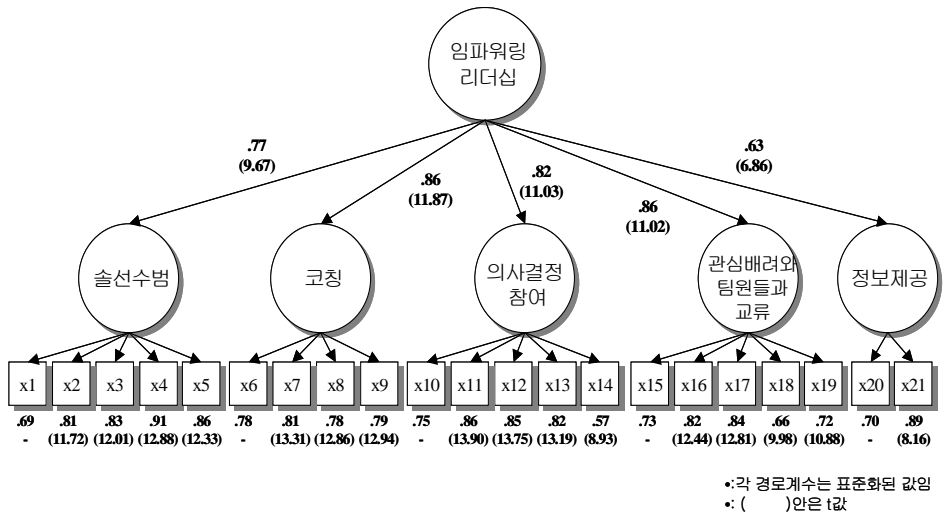 임파워링
리더십
.77
(9.67)
.86
(11.87)
.82
(11.03)
.86
(11.02)
.63
(6.86)
솔선수범
코칭
의사결정
참여
관심배려와
팀원들과
교류
정보제공
x1 x2 x3 x4 x5 x6 x7 x8 x9 x10 x11 x12 x13 x14 x15 x16 x17 x18 x19 x20 x21
.69 .81 .83 .91 .86 .78 .81 .78 .79 .75 .86 .85 .82 .57 .73 .82 .84 .66 .72 .70 .89
- (11.72) (12.01) (12.88) (12.33) - (13.31) (12.86) (12.94) - (13.90) (13.75) (13.19) (8.93) - (12.44) (12.81) (9.98) (10.88) - (8.16)
•:각 경로계수는 표준화된 값임
•: ( )안은 t값